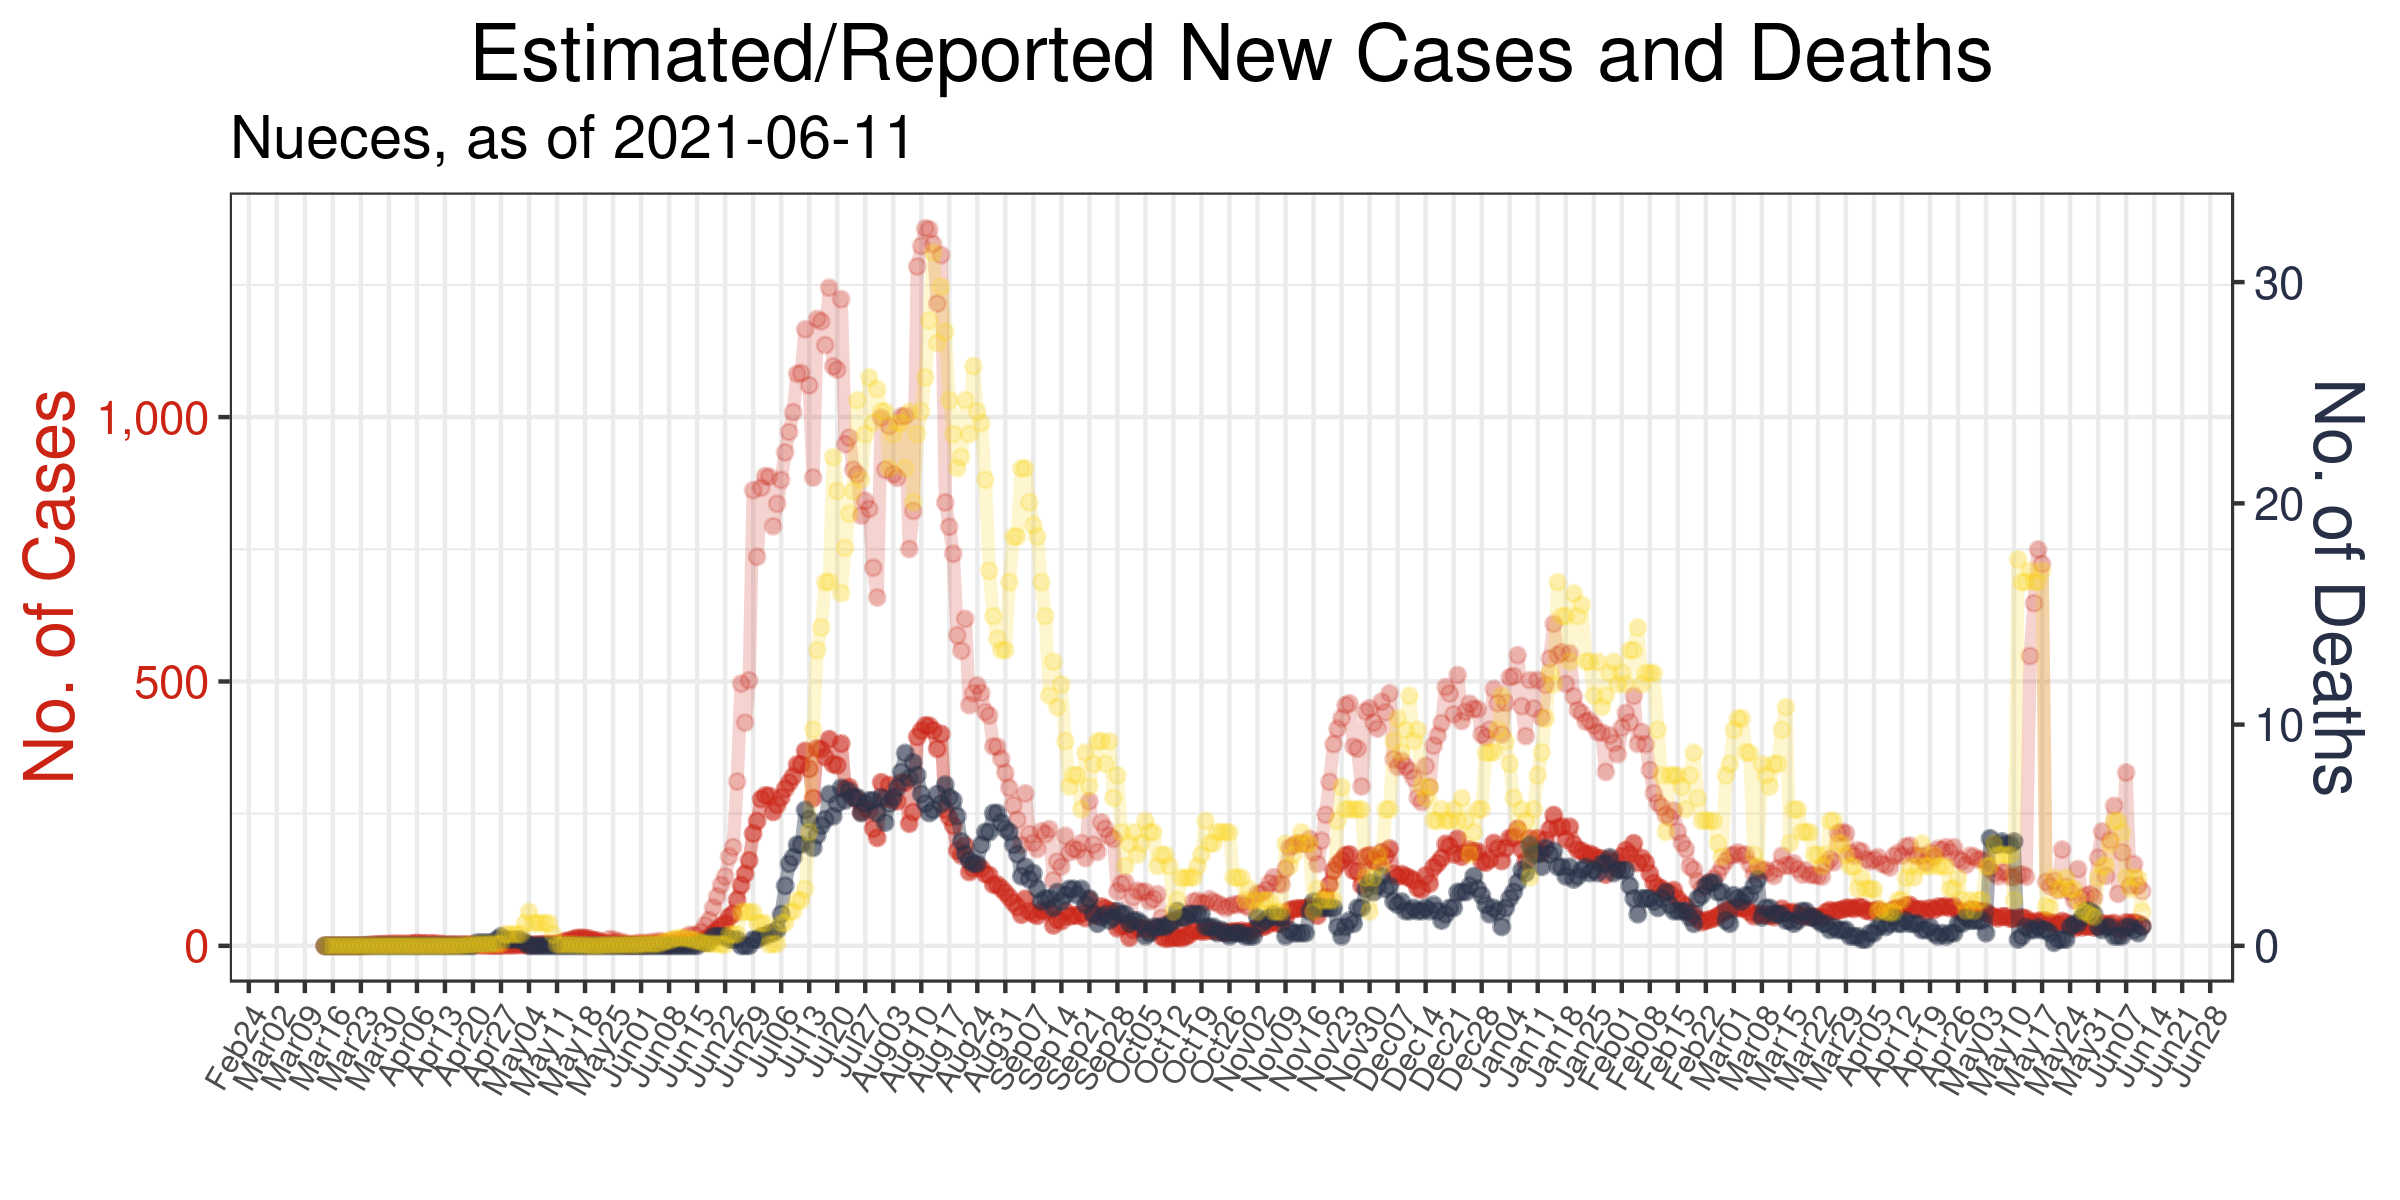 Estimated/Reported New Cases and Deaths
Nueces, as of 2021-06-11
No. of Cases
1,000
500
0
30
20
10
0
No. of Deaths
Feb24
Mar02
Mar09
Mar16
Mar23
Mar30
Apr06
Apr13
Apr20
Apr27
May04
May11
May18
May25
Jun01
Jun08
Jun15
Jun22
Jun29
Jul06
Jul13
Jul20
Jul27
Aug03
Aug10
Aug17
Aug24
Aug31
Sep07
Sep14
Sep21
Sep28
Oct05
Oct12
Oct19
Oct26
Nov02
Nov09
Nov16
Nov23
Nov30
Dec07
Dec14
Dec21
Dec28
Jan04
Jan11
Jan18
Jan25
Feb01
Feb08
Feb15
Feb22
Mar01
Mar08
Mar15
Mar22
Mar29
Apr05
Apr12
Apr19
Apr26
May03
May10
May17
May24
May31
Jun07
Jun14
Jun21
Jun28